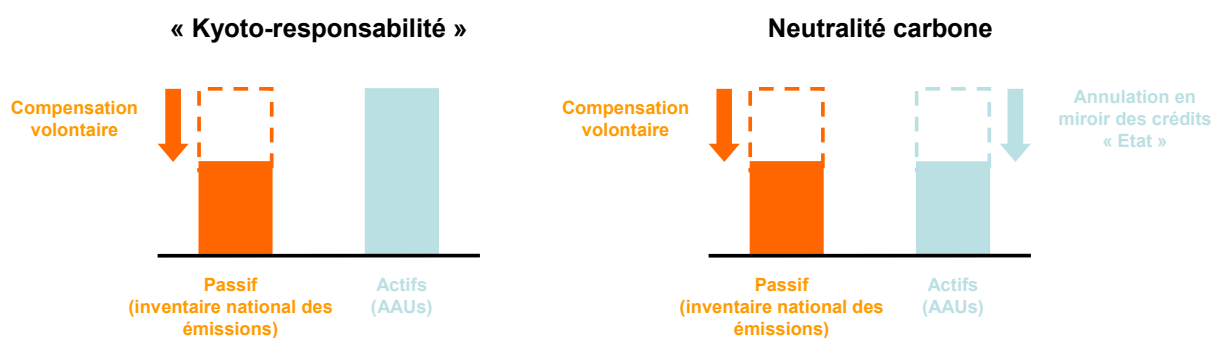 « Kyoto-responsabilité »
Compensation
volontaire
Passif
(inventaire national des
émissions)
Actifs
(AAUs)
Neutralité carbone
Compensation
volontaire
Annulation en
miroir des crédits
« Etat »
Passif
(inventaire national des
émissions)
Actifs
(AAUs)